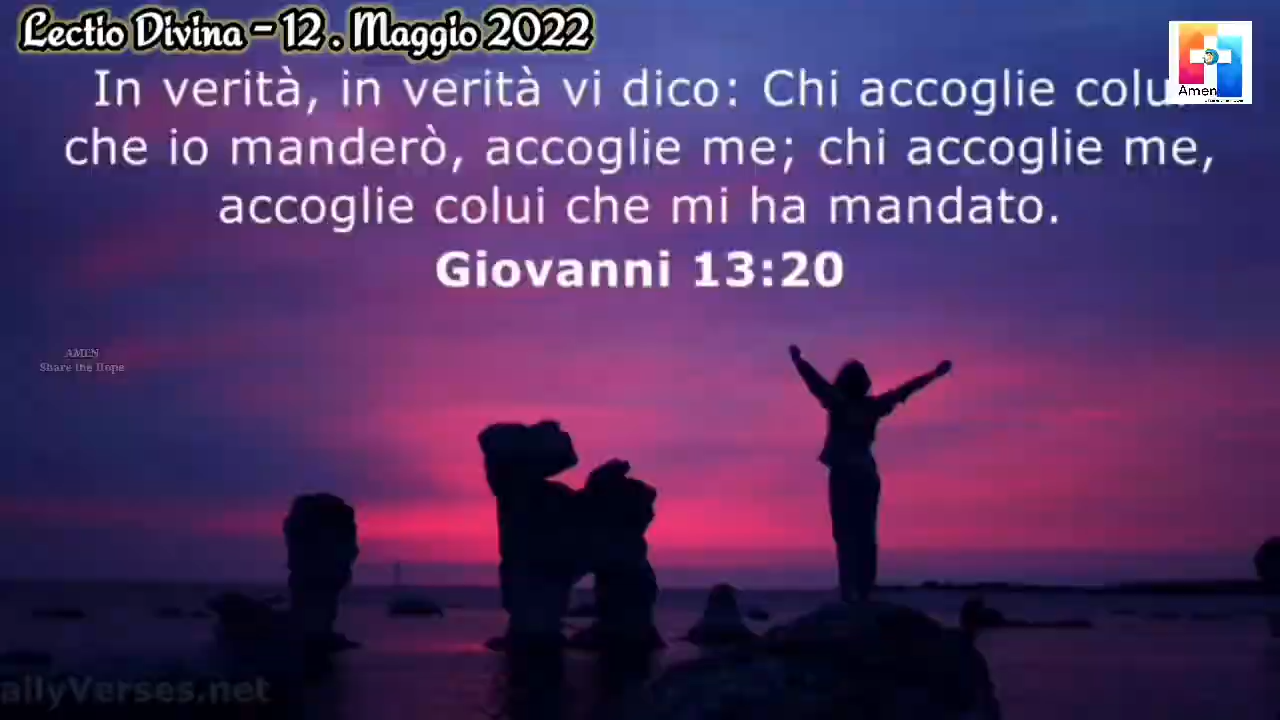 Lectio Divina - 12 . Maggio 2022
In verità, in verità vi dico: Chi accoglie colui
che io manderò, accoglie me; chi accoglie me,
accoglie colui che mi ha mandato.
Giovanni 13:20
Amen
AMEN
Share the Hope
ailyVerses.net